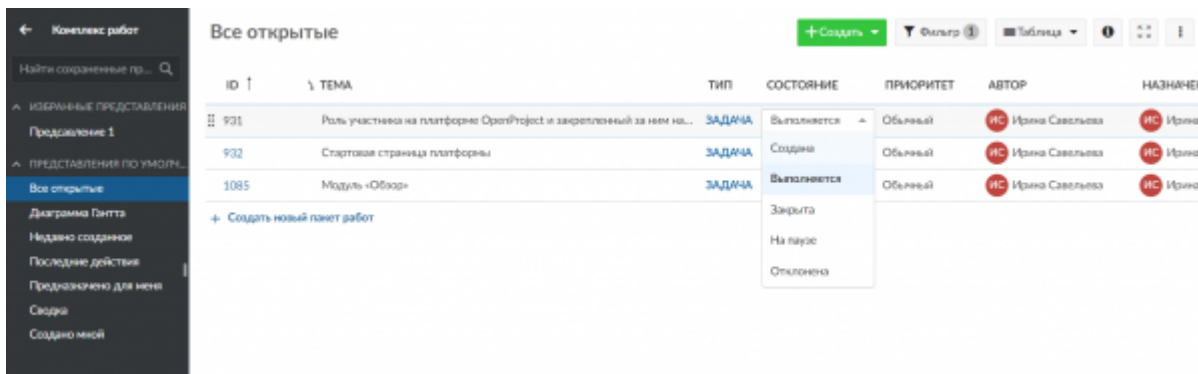 Комплекс работ
Все открытые
+ Создать
Фильтр 1
Таблица
Найти сохраненные пр...
ID ТЕМА ТИП СОСТОЯНИЕ ПРИОРИТЕТ АВТОР НАЗНАЧЕН
ИЗБРАННЫЕ ПРЕДСТАВЛЕНИЯ
Представление 1
ПРЕДСТАВЛЕНИЯ ПО УМОЛЧ...
Все открытые
Диаграмма Гантта
Недавно созданное
Последние действия
Предназначено для меня
Сводка
Создано мной
931 Роль участника на платформе OpenProject и закрепленный за ним на... ЗАДАЧА Выполняется Обычный ИС Ирина Савельева ИС Ирина
932 Стартовая страница платформы ЗАДАЧА Обычный ИС Ирина Савельева ИС Ирина
1085 Модуль «Обзор» ЗАДАЧА Обычный ИС Ирина Савельева ИС Ирина
+ Создать новый пакет работ
Создана
Выполняется
Закрыта
На паузе
Отклонена